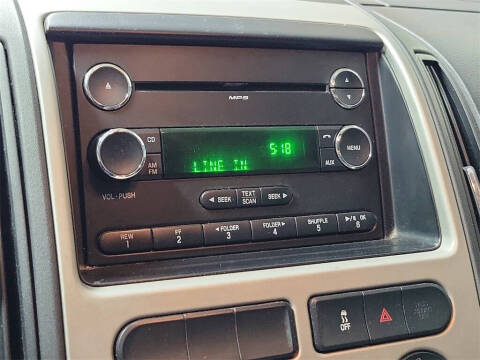 MP3
CD
AM
FM
5:18
LINE IN
MENU
AUX
VOL - PUSH
◄ SEEK
TEXT
SCAN
SEEK ►
REW
1
FF
2
◄ FOLDER
3
FOLDER ►
4
SHUFFLE
5
►/II OK
6
OFF